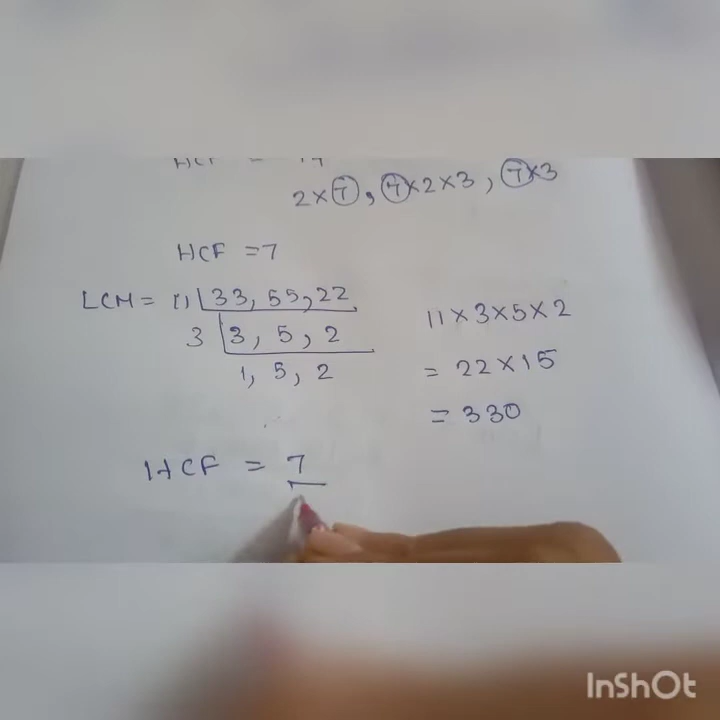 2×7, 7×2×3, 7×3
HCF =7
LCM = 11 33, 55, 22
3 3, 5, 2
1, 5, 2
11×3×5×2
= 22×15
= 330
HCF = 7
InShOt